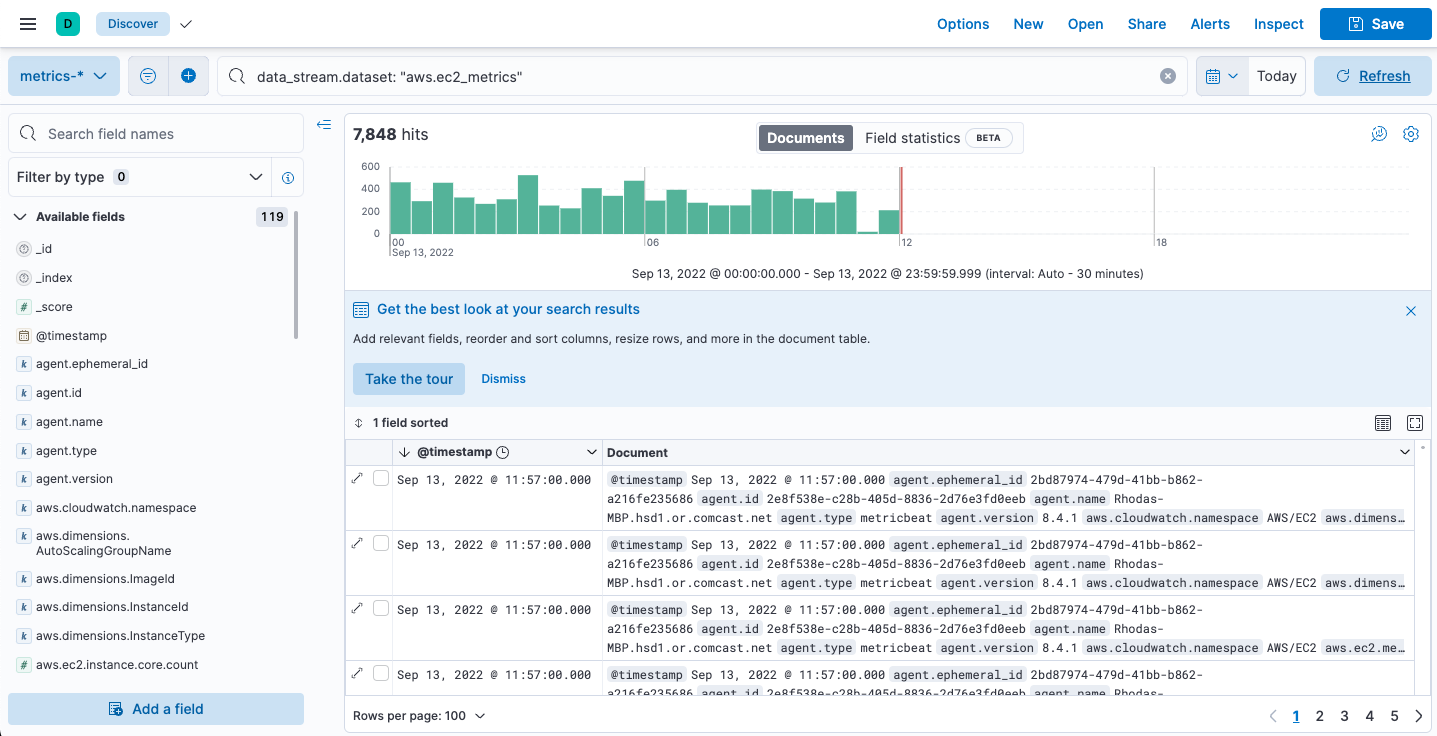 D Discover Options New Open Share Alerts Inspect Save
metrics-* data_stream.dataset: "aws.ec2_metrics" Today Refresh
Search field names
Filter by type 0
Available fields 119
_id
_index
_score
@timestamp
agent.ephemeral_id
agent.id
agent.name
agent.type
agent.version
aws.cloudwatch.namespace
aws.dimensions.
AutoScalingGroupName
aws.dimensions.ImageId
aws.dimensions.InstanceId
aws.dimensions.InstanceType
aws.ec2.instance.core.count
Add a field
7,848 hits
Documents Field statistics BETA
600
400
200
0
00 06 12 18
Sep 13, 2022
Sep 13, 2022 @ 00:00:00.000 - Sep 13, 2022 @ 23:59:59.999 (interval: Auto - 30 minutes)
Get the best look at your search results
Add relevant fields, reorder and sort columns, resize rows, and more in the document table.
Take the tour Dismiss
1 field sorted
@timestamp Document
Sep 13, 2022 @ 11:57:00.000 @timestamp Sep 13, 2022 @ 11:57:00.000 agent.ephemeral_id 2bd87974-479d-41bb-b862-
a216fe235686 agent.id 2e8f538e-c28b-405d-8836-2d76e3fd0eeb agent.name Rhodas-
MBP.hsd1.or.comcast.net agent.type metricbeat agent.version 8.4.1 aws.cloudwatch.namespace AWS/EC2 aws.dimens…
Sep 13, 2022 @ 11:57:00.000 @timestamp Sep 13, 2022 @ 11:57:00.000 agent.ephemeral_id 2bd87974-479d-41bb-b862-
a216fe235686 agent.id 2e8f538e-c28b-405d-8836-2d76e3fd0eeb agent.name Rhodas-
MBP.hsd1.or.comcast.net agent.type metricbeat agent.version 8.4.1 aws.cloudwatch.namespace AWS/EC2 aws.dimens…
Sep 13, 2022 @ 11:57:00.000 @timestamp Sep 13, 2022 @ 11:57:00.000 agent.ephemeral_id 2bd87974-479d-41bb-b862-
a216fe235686 agent.id 2e8f538e-c28b-405d-8836-2d76e3fd0eeb agent.name Rhodas-
MBP.hsd1.or.comcast.net agent.type metricbeat agent.version 8.4.1 aws.cloudwatch.namespace AWS/EC2 aws.ec2.me…
Sep 13, 2022 @ 11:57:00.000 @timestamp Sep 13, 2022 @ 11:57:00.000 agent.ephemeral_id 2bd87974-479d-41bb-b862-
a216fe235686 agent.id 2e8f538e-c28b-405d-8836-2d76e3fd0eeb agent.name Rhodas-
Rows per page: 100 1 2 3 4 5